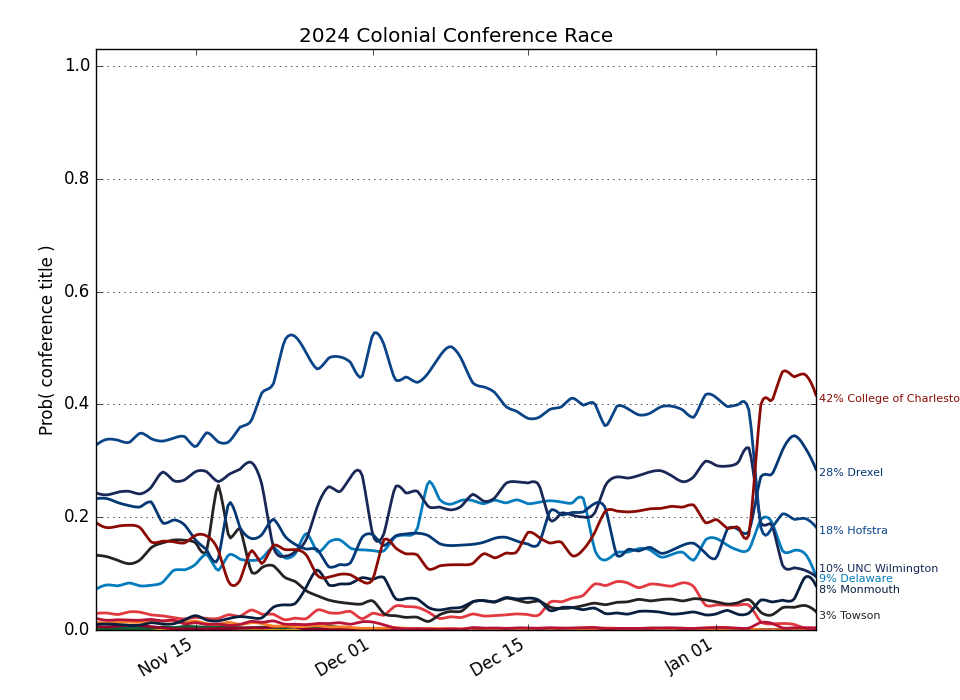 2024 Colonial Conference Race
Prob( conference title )
1.0
0.8
0.6
0.4
0.2
0.0
Nov 15
Dec 01
Dec 15
Jan 01
42% College of Charlesto
28% Drexel
18% Hofstra
10% UNC Wilmington
9% Delaware
8% Monmouth
3% Towson